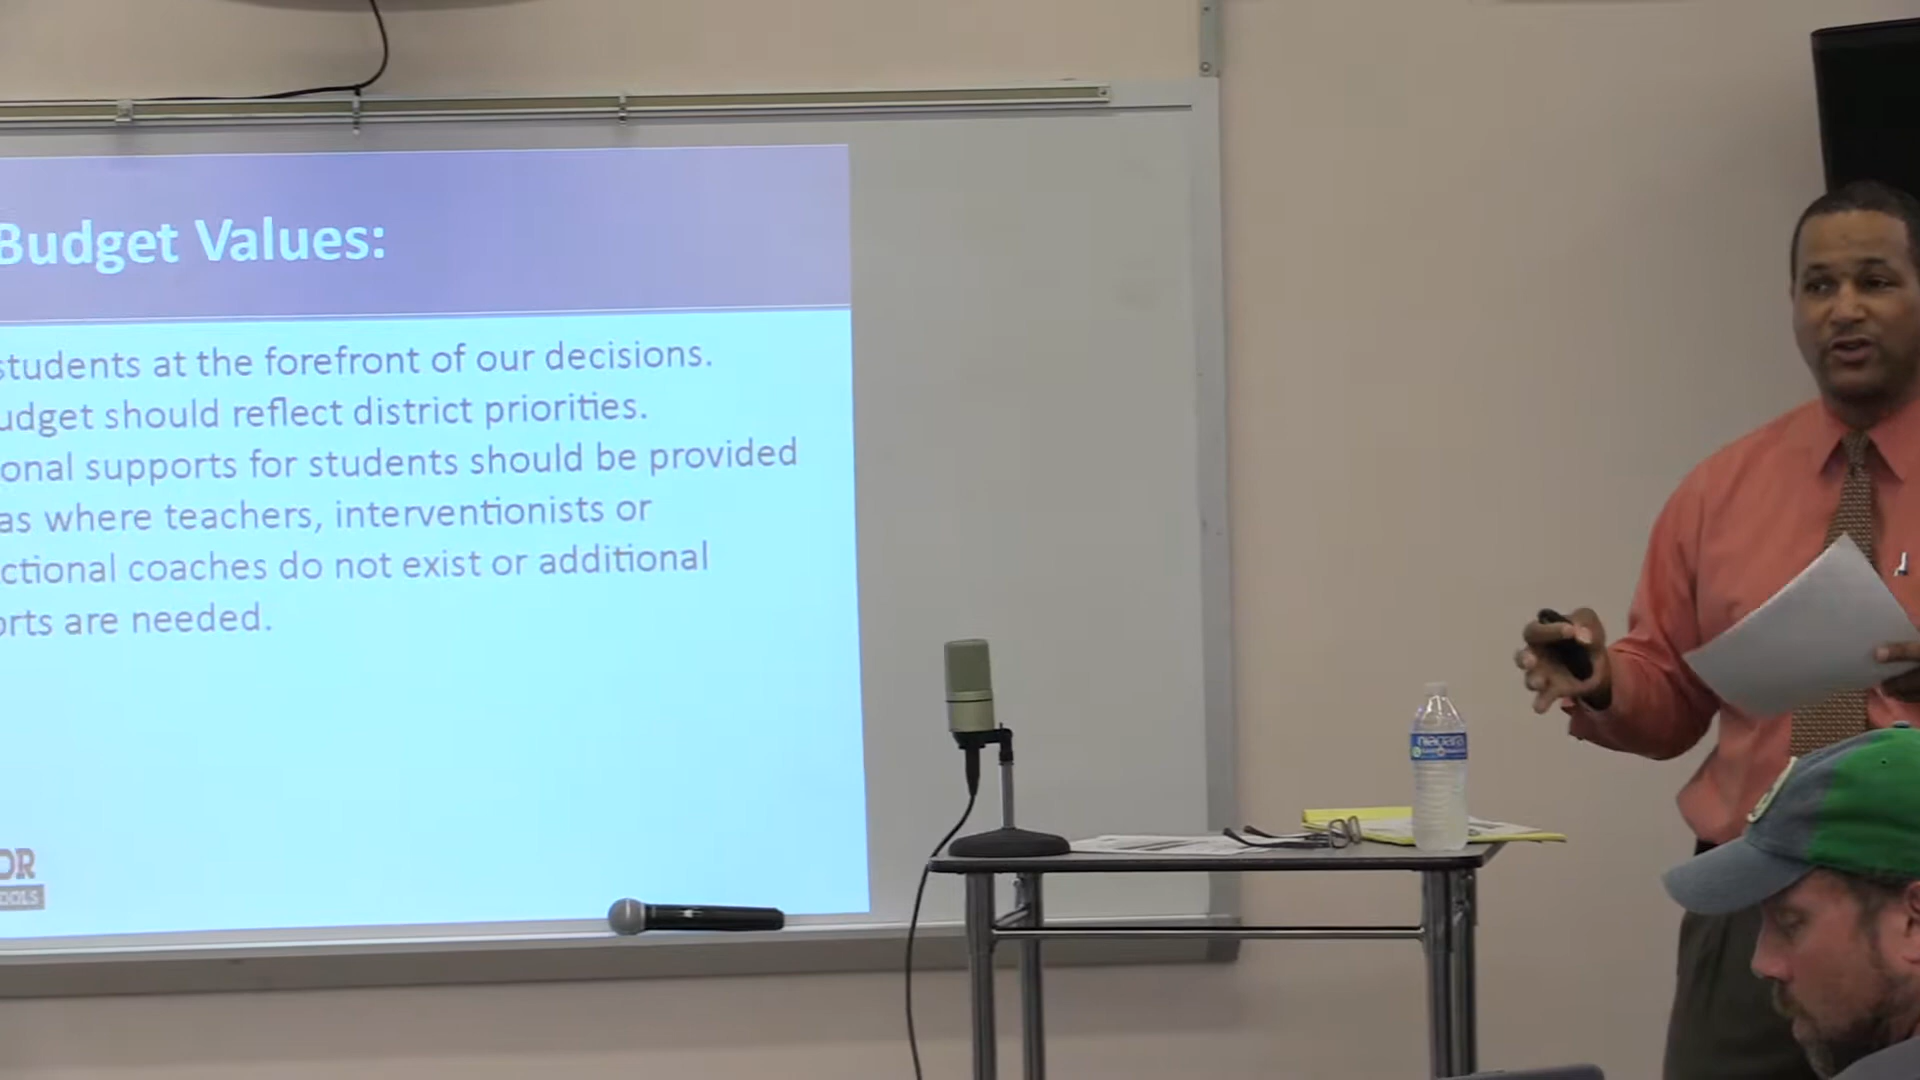 Budget Values:
students at the forefront of our decisions.
udget should reflect district priorities.
onal supports for students should be provided
as where teachers, interventionists or
ctional coaches do not exist or additional
orts are needed.
OR
OOLS
niagara